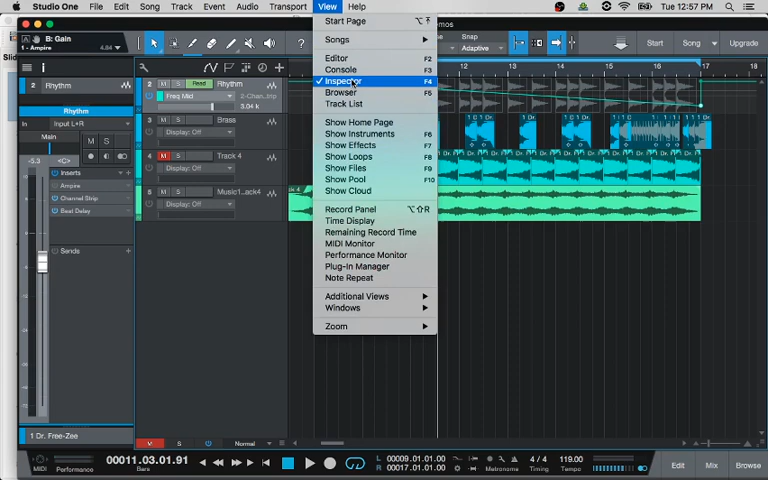 Studio One File Edit Song Track Event Audio Transport View Help Tue 12:57 PM
Start Page
Songs
Editor F2
Console F3
Inspector F4
Browser F5
Track List
Show Home Page
Show Instruments F6
Show Effects F7
Show Loops F8
Show Files F9
Show Pool F10
Show Cloud
Record Panel ⌥⇧R
Time Display
Remaining Record Time
MIDI Monitor
Performance Monitor
Plug-In Manager
Note Repeat
Additional Views
Windows
Zoom
B: Gain
1 - Ampire
4.84
Snap
Adaptive
Start Song Upgrade
2 Rhythm
Rhythm
In Input L+R
Main
-5.3 <C>
M S
Inserts
Ampire
Channel Strip
Beat Delay
Sends
1 Dr. Free-Zee
2 M S Read Rhythm
Freq Mid 2-Chan...trip
3.04 k
3 M S Brass
Display: Off
4 M S Track 4
Display: Off
8 M S Music1...ack4
Display: Off
12 13 14 15 16 17
M S Normal
MIDI Performance
00011.03.01.91
Bars
L 00009.01.01.00
R 00017.01.01.00
Metronome
4 / 4
Timing
119.00
Tempo
Edit Mix Browse